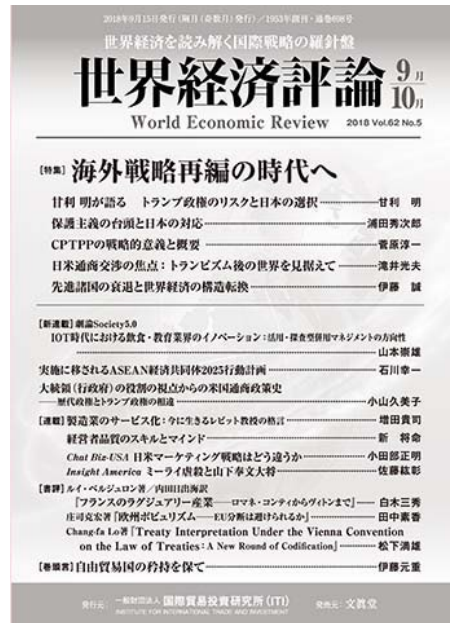 2018年9月15日発行(隔月〈奇数月〉発行)/1953年創刊・通巻698号
世界経済を読み解く国際戦略の羅針盤
世界経済評論 9月10月
World Economic Review 2018 Vol.62 No.5
[特集] 海外戦略再編の時代へ
甘利 明が語る トランプ政権のリスクと日本の選択 甘利 明
保護主義の台頭と日本の対応 浦田秀次郎
CPTPPの戦略的意義と概要 菅原淳一
日米通商交渉の焦点:トランピズム後の世界を見据えて 滝井光夫
先進諸国の衰退と世界経済の構造転換 伊藤 誠
[新連載] 劇論Society5.0
IOT時代における飲食・教育業界のイノベーション:活用・探査型併用マネジメントの方向性
山本崇雄
実施に移されるASEAN経済共同体2025行動計画 石川幸一
大統領(行政府)の役割の視点からの米国通商政策史
──歴代政権とトランプ政権の相違 小山久美子
[連載] 製造業のサービス化:今に生きるレビット教授の格言 増田貴司
経営者品質のスキルとマインド 新 将命
Chat Biz-USA 日米マーケティング戦略はどう違うか 小田部正明
Insight America ミーライ虐殺と山下奉文大将 佐藤紘彰
[書評] ルイ・ベルジュロン著/内田日出海訳
『フランスのラグジュアリー産業──ロマネ・コンティからヴィトンまで』 白木三秀
庄司克宏著『欧州ポピュリズム──EU分断は避けられるか』 田中素香
Chang-fa Lo著『Treaty Interpretation Under the Vienna Convention
on the Law of Treaties: A New Round of Codification』 松下満雄
[巻頭言] 自由貿易国の矜持を保て 伊藤元重
発行元: 一般財団法人 国際貿易投資研究所(ITI) 発売元: 文眞堂
INSTITUTE FOR INTERNATIONAL TRADE AND INVESTMENT